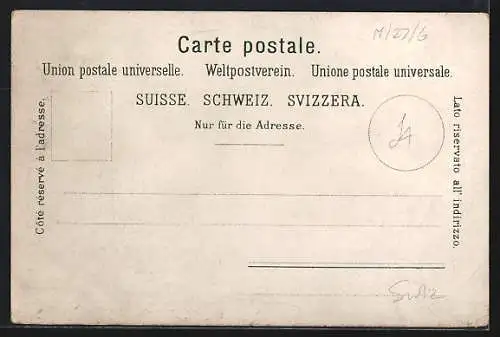 M/27/6
Carte postale.
Union postale universelle. Weltpostverein. Unione postale universale.
SUISSE. SCHWEIZ. SVIZZERA.
Nur für die Adresse.
Côté réservé à l'adresse.
Lato riservato all' indirizzo.